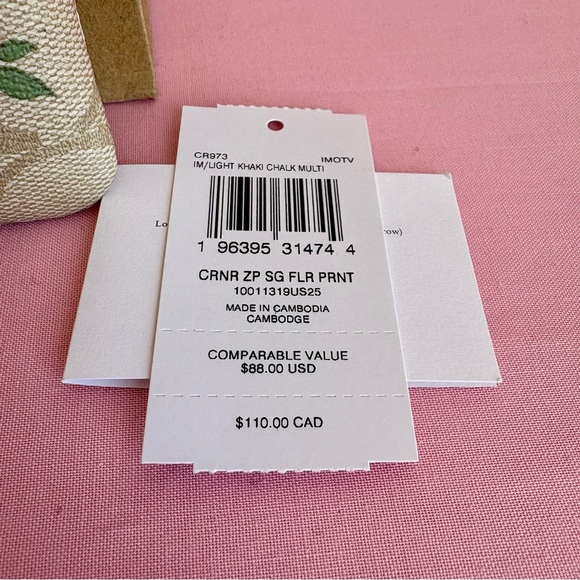 CR973 IMOTV
IM/LIGHT KHAKI CHALK MULTI
1 96395 31474 4
CRNR ZP SG FLR PRNT
10011319US25
MADE IN CAMBODIA
CAMBODGE
COMPARABLE VALUE
$88.00 USD
$110.00 CAD